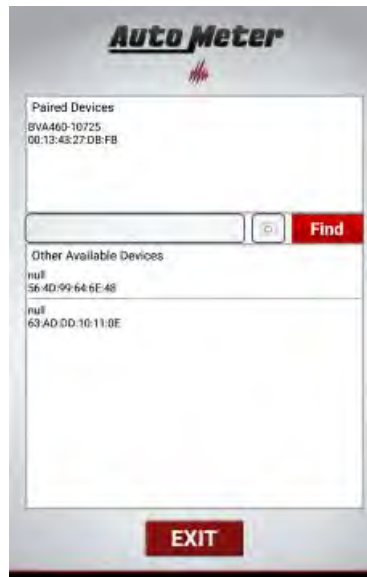 Auto Meter
Paired Devices
BVA460-10725
00:13:43:27:DB:FB
Find
Other Available Devices
null
56:4D:99:64:6E:48
null
63:AD:DD:10:11:0E
EXIT